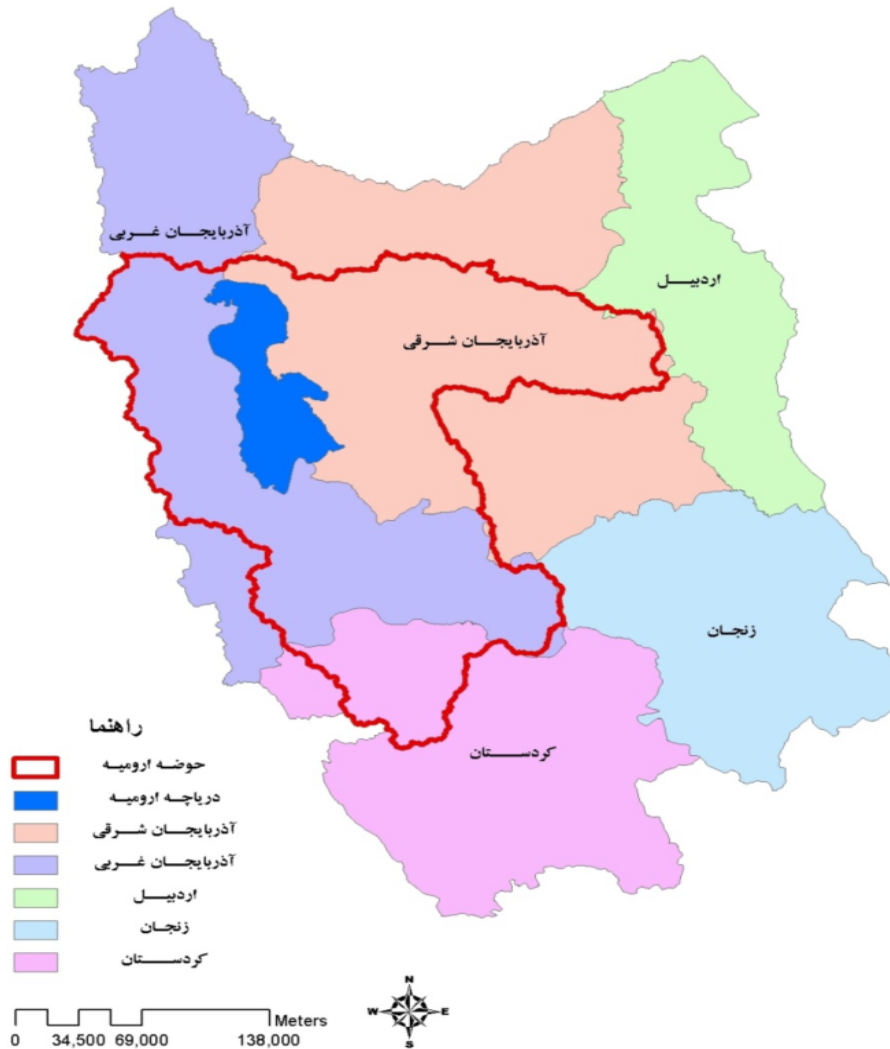 آذربایجان غربی
اردبیل
آذربایجان شرقی
زنجان
کردستان
راهنما
حوضه ارومیه
دریاچه ارومیه
آذربایجان شرقی
آذربایجان غربی
اردبیل
زنجان
کردستان
N
W E
S
Meters
0 34,500 69,000 138,000